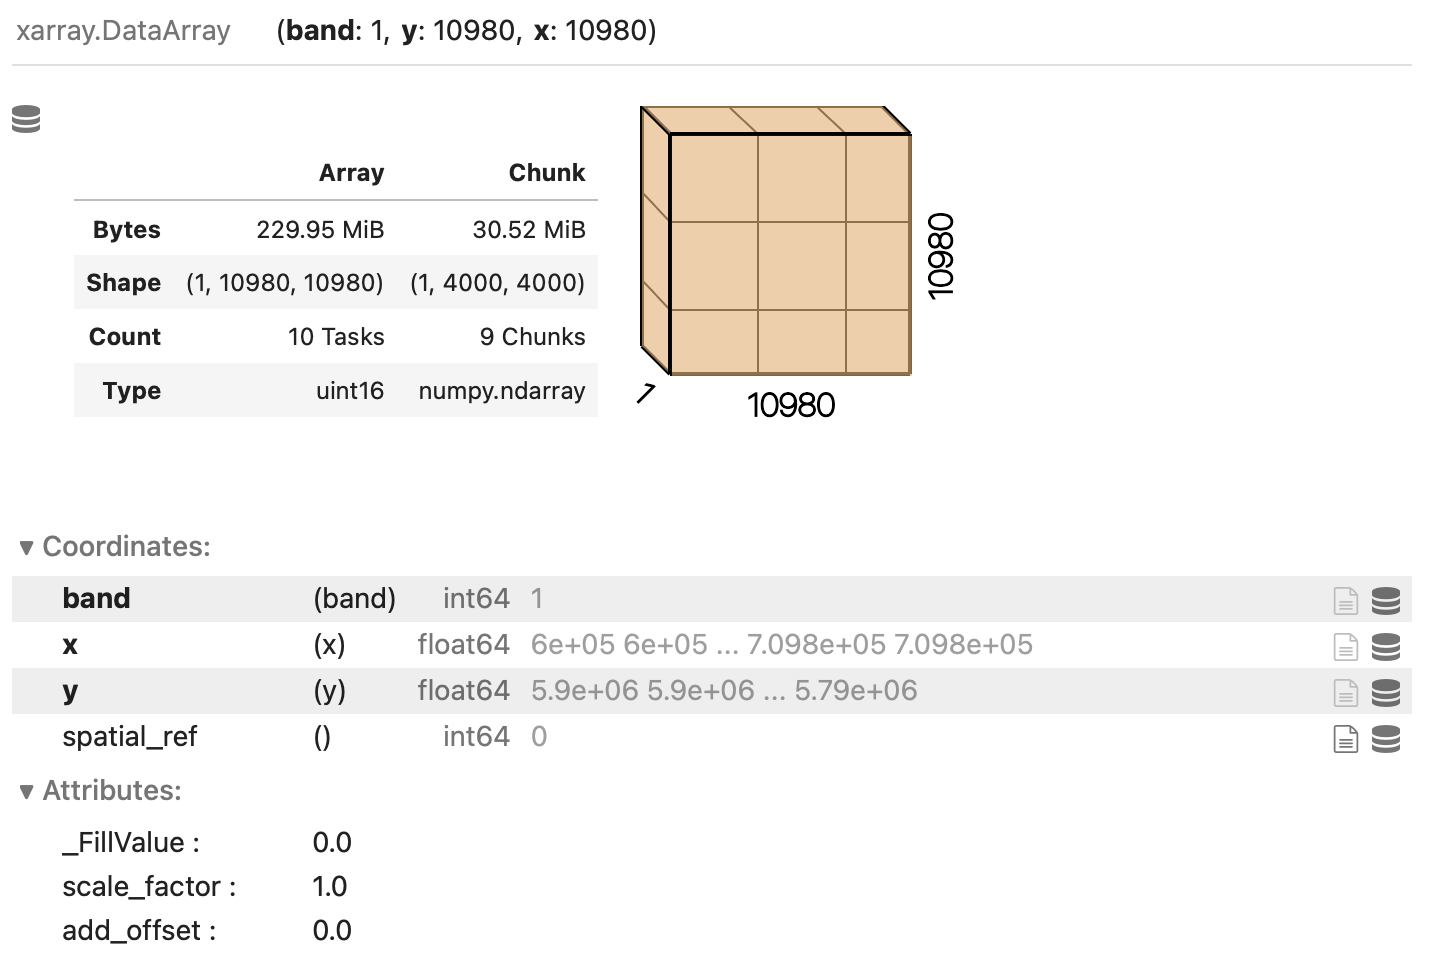 xarray.DataArray (band: 1, y: 10980, x: 10980)
Array Chunk
Bytes 229.95 MiB 30.52 MiB
Shape (1, 10980, 10980) (1, 4000, 4000)
Count 10 Tasks 9 Chunks
Type uint16 numpy.ndarray
10980
1
10980
▼ Coordinates:
band (band) int64 1
x (x) float64 6e+05 6e+05 ... 7.098e+05 7.098e+05
y (y) float64 5.9e+06 5.9e+06 ... 5.79e+06
spatial_ref () int64 0
▼ Attributes:
_FillValue : 0.0
scale_factor : 1.0
add_offset : 0.0